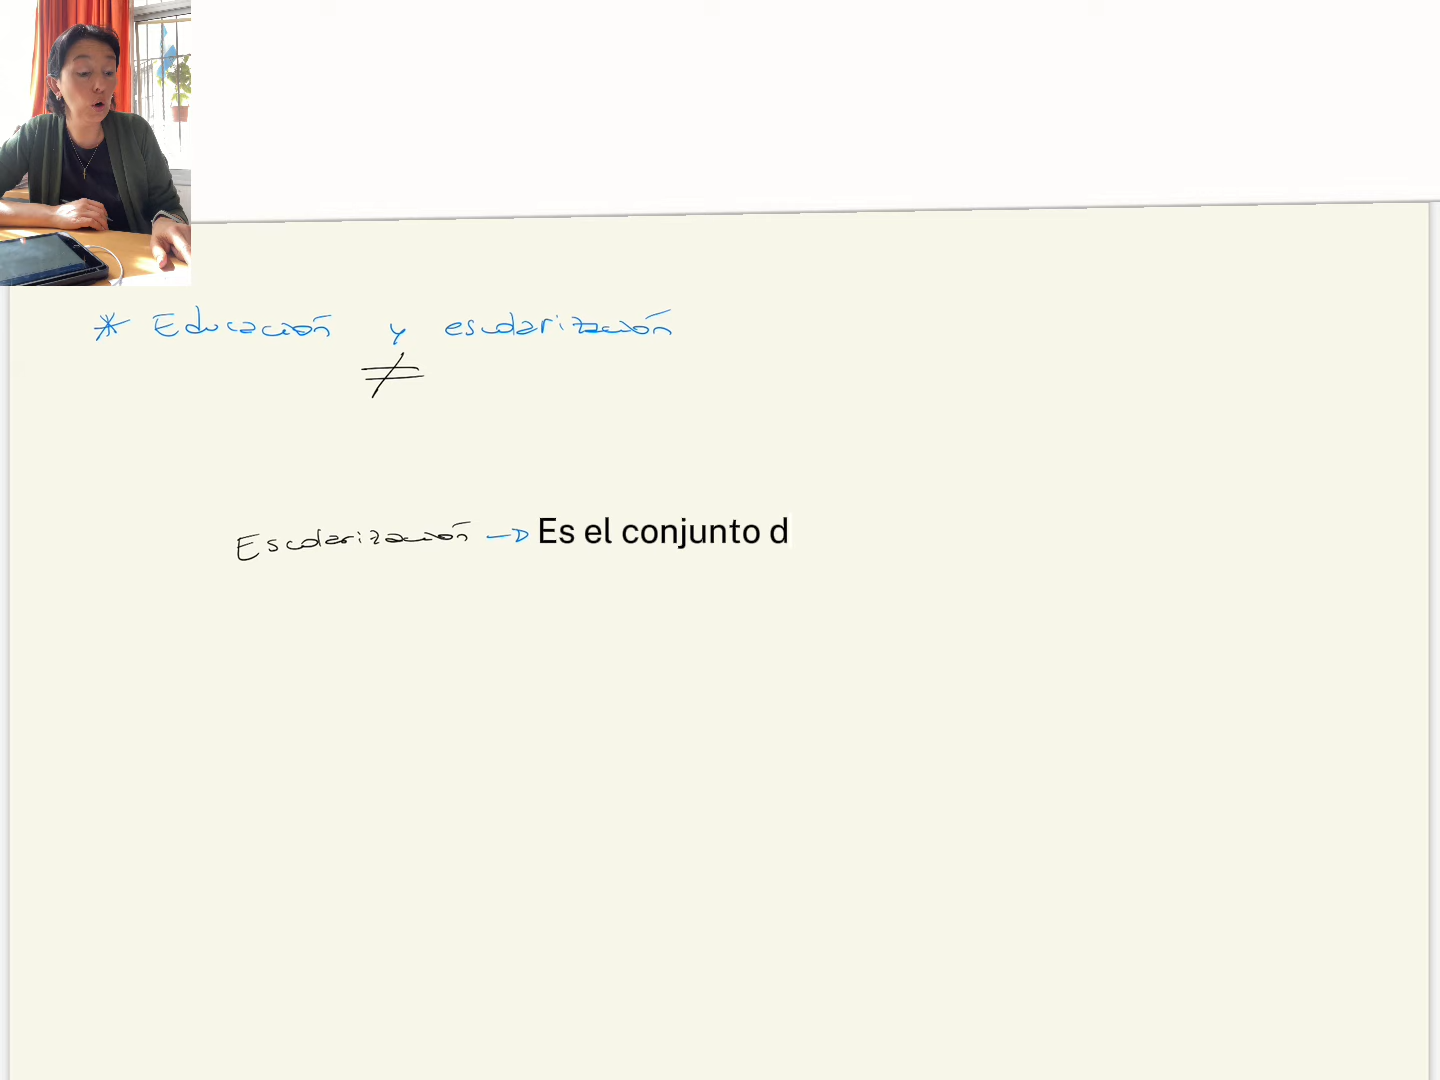 * Educación y escolarización
≠
Escolarización → Es el conjunto d